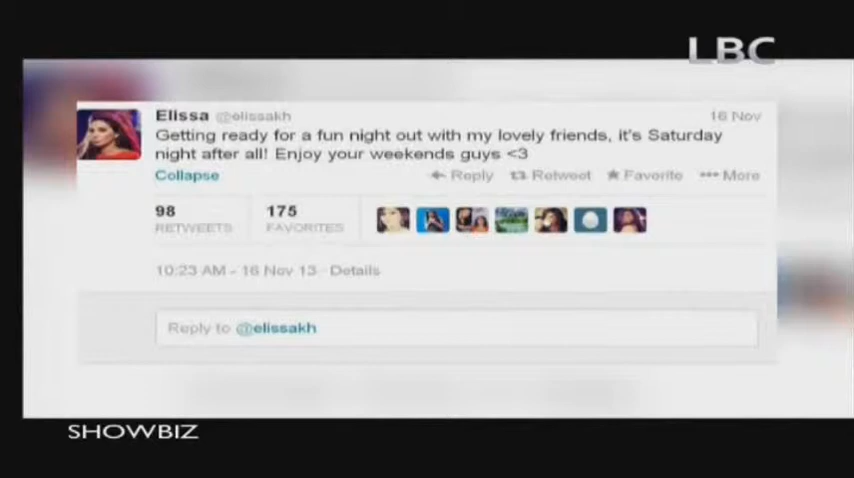 LBC
Elissa @elissakh 16 Nov
Getting ready for a fun night out with my lovely friends, it's Saturday
night after all! Enjoy your weekends guys <3
Collapse Reply Retweet Favorite More
98 175
RETWEETS FAVORITES
10:23 AM - 16 Nov 13 · Details
Reply to @elissakh
SHOWBIZ